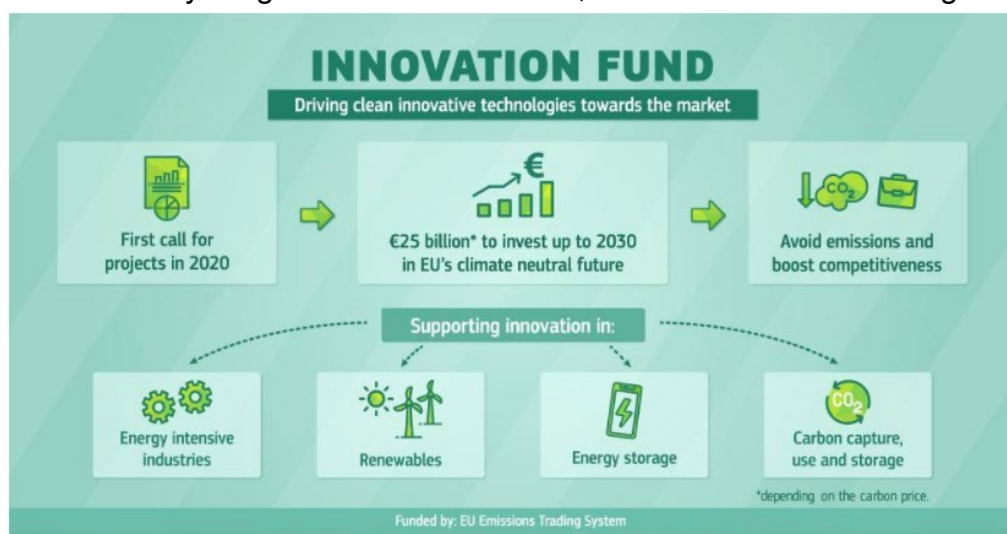 INNOVATION FUND
Driving clean innovative technologies towards the market
First call for
projects in 2020
€
€25 billion* to invest up to 2030
in EU's climate neutral future
CO₂
Avoid emissions and
boost competitiveness
Supporting innovation in:
Energy intensive
industries
Renewables
Energy storage
CO₂
Carbon capture,
use and storage
*depending on the carbon price.
Funded by: EU Emissions Trading System